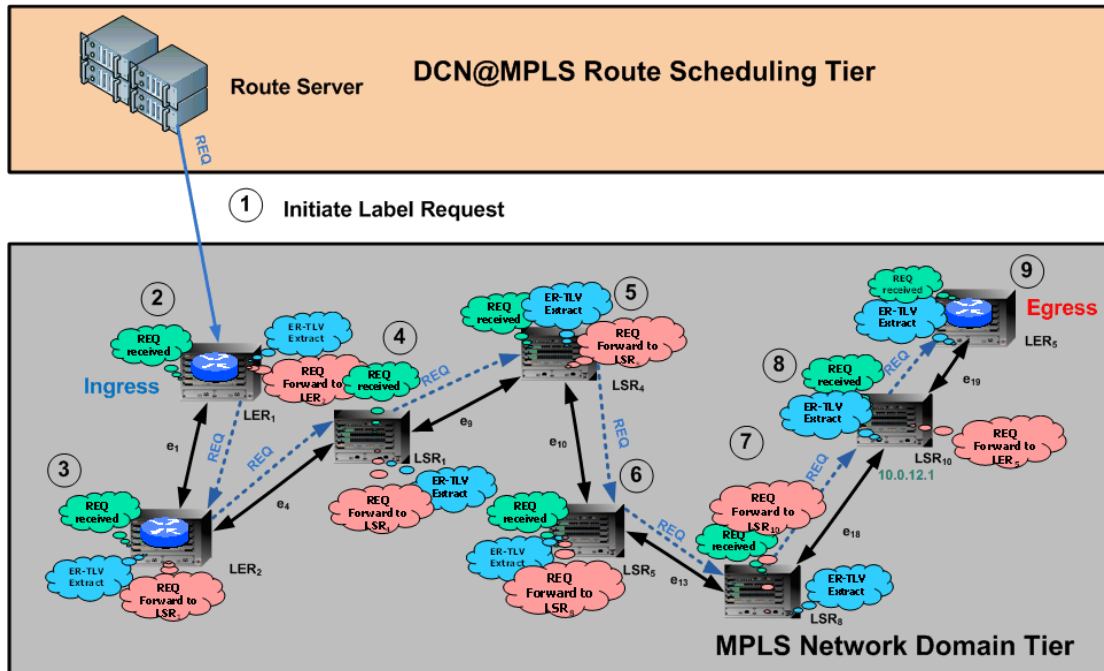 Route Server
DCN@MPLS Route Scheduling Tier
REQ
1
Initiate Label Request
2
REQ
received
ER-TLV
Extract
REQ
Forward to
LER
Ingress
LER1
e1
REQ
3
REQ
received
ER-TLV
Extract
REQ
Forward to
LSR
LER2
REQ
e4
4
REQ
received
LSR1
ER-TLV
Extract
REQ
Forward to
LSR
REQ
e9
5
REQ
received
ER-TLV
Extract
REQ
Forward to
LSR
LSR4
e10
REQ
6
REQ
received
ER-TLV
Extract
REQ
Forward to
LSR
LSR5
REQ
e13
7
REQ
Forward to
LSR10
REQ
received
ER-TLV
Extract
LSR8
REQ
e18
8
REQ
received
ER-TLV
Extract
REQ
Forward to
LER5
LSR10
10.0.12.1
REQ
e19
9
REQ
received
ER-TLV
Extract
Egress
LER5
MPLS Network Domain Tier